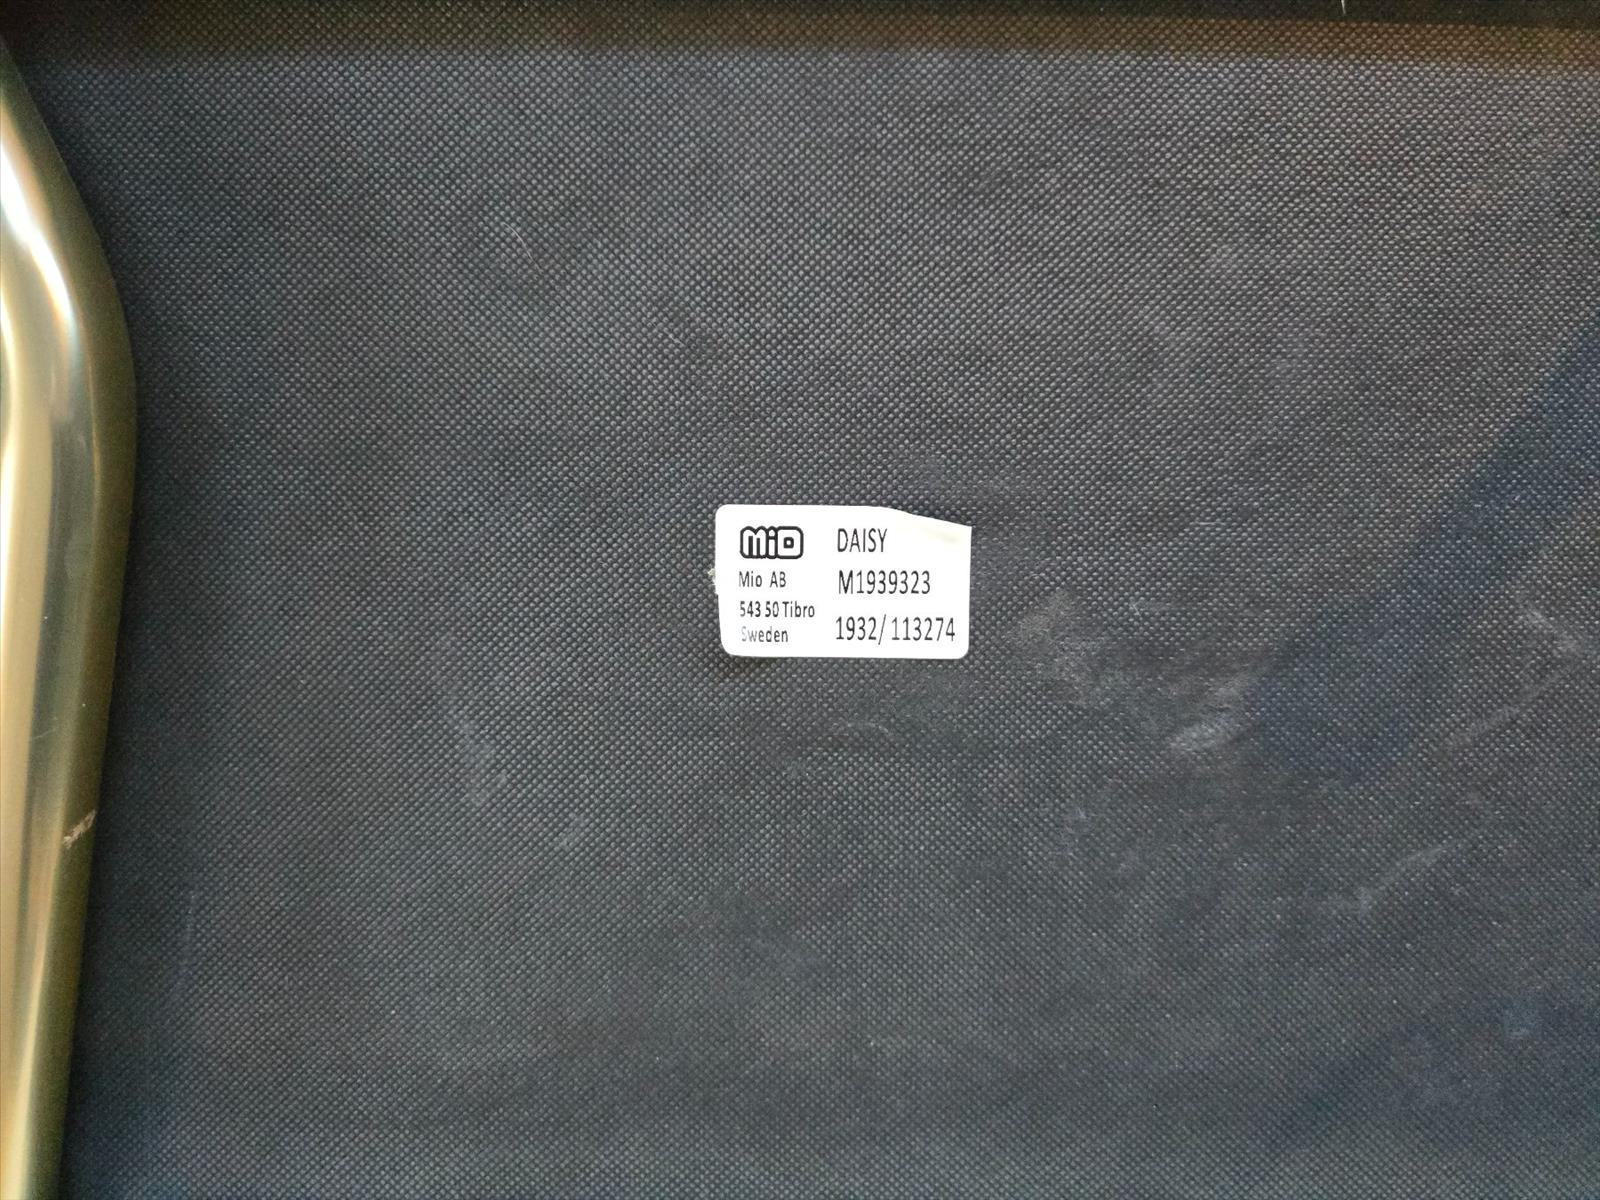 MiO
Mio AB
543 50 Tibro
Sweden
DAISY
M1939323
1932/113274